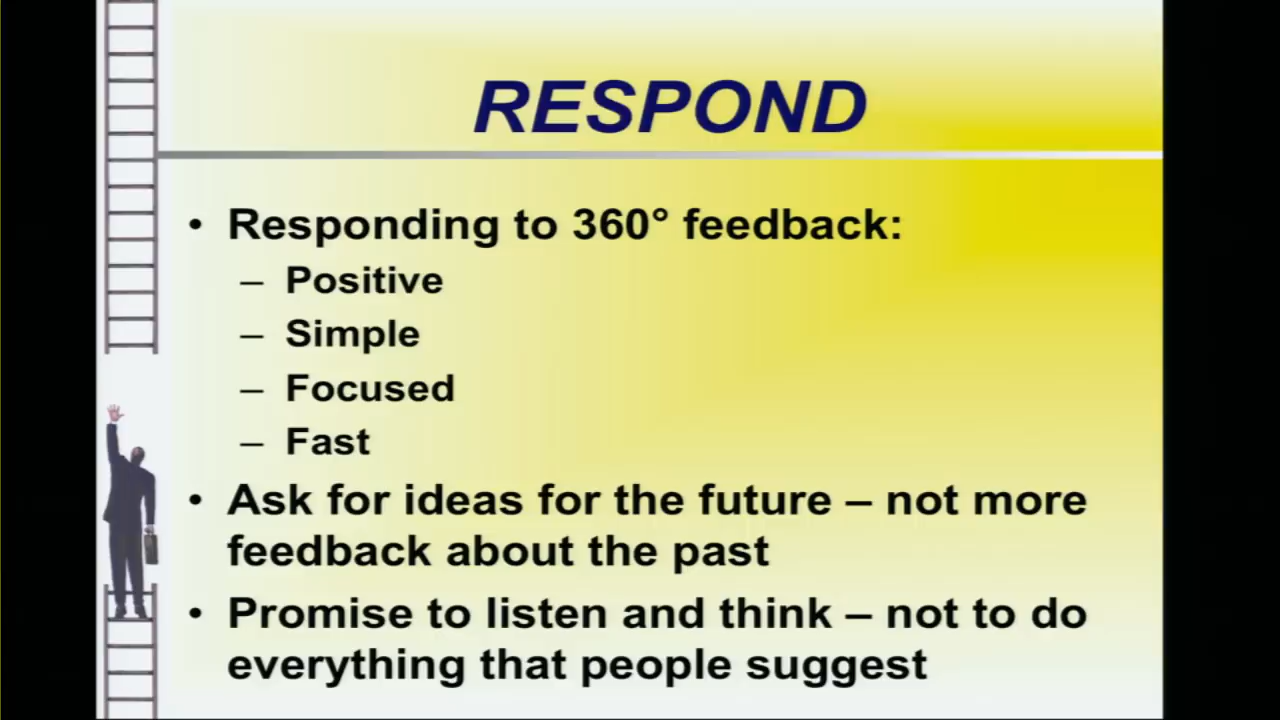 RESPOND
• Responding to 360° feedback:
– Positive
– Simple
– Focused
– Fast
• Ask for ideas for the future – not more
feedback about the past
• Promise to listen and think – not to do
everything that people suggest